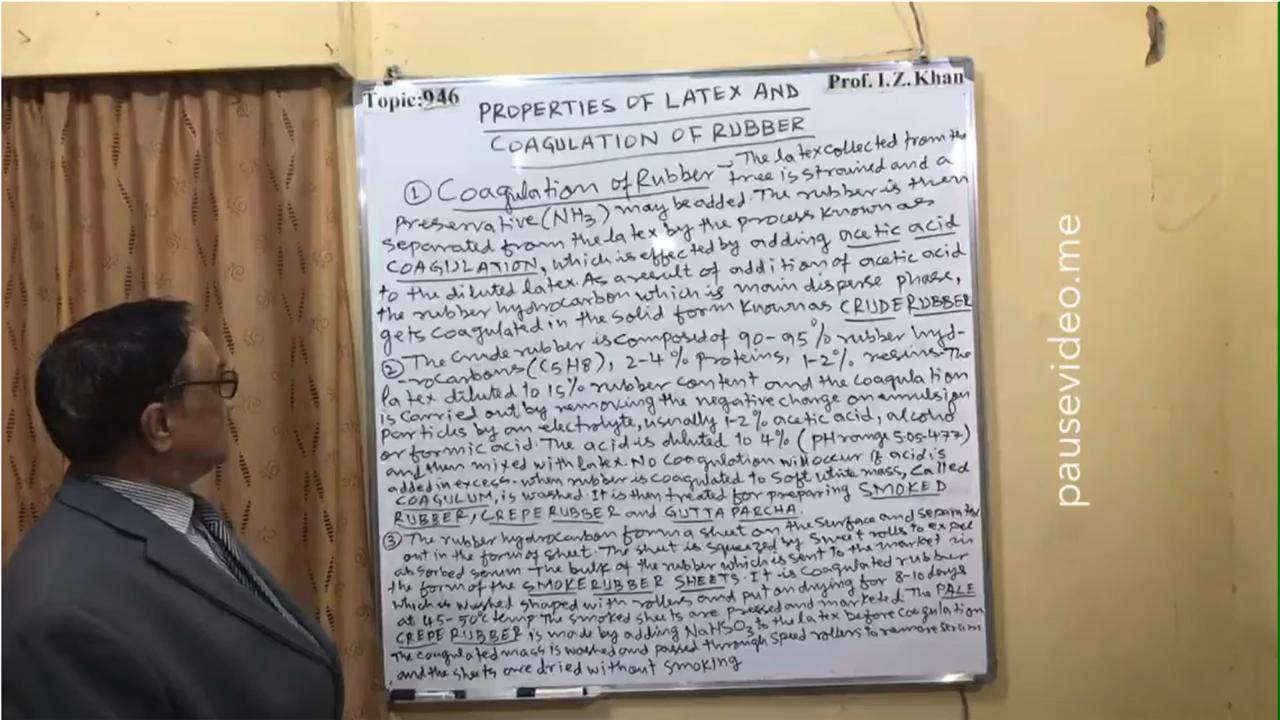 Topic:946
Prof. I.Z. Khan
PROPERTIES OF LATEX AND
COAGULATION OF RUBBER
① Coagulation of Rubber → The latex collected from the
tree is strained and a
preservative (NH3) may be added. The rubber is then
separated from the latex by the process known as
COAGULATION, which is effected by adding acetic acid
to the diluted latex. As a result of addition of acetic acid
the rubber hydrocarbon which is main disperse phase,
gets coagulated in the solid form known as CRUDE RUBBER
② The crude rubber is composed of 90-95% rubber hyd-
-rocarbons (C5H8), 2-4% proteins, 1-2% resins. The
latex diluted to 15% rubber content and the coagulation
is carried out by removing the negative charge on emulsion
particles by an electrolyte, usually 1-2% acetic acid, alcohol
or formic acid. The acid is diluted to 4% (pH range 5.05-4.77)
and then mixed with latex. No coagulation will occur if acid is
added in excess. when rubber is coagulated to soft white mass, called
COAGULUM, is washed. It is then treated for preparing SMOKED
RUBBER, CREPE RUBBER and GUTTA PARCHA.
③ The rubber hydrocarbon form a sheet on the surface and separate
out in the form of sheet. The sheet is squeezed by rolls to expel
absorbed serum. The bulk of the rubber which is sent to the market in
the form of the SMOKE RUBBER SHEETS. It is coagulated rubber
which is washed shaped with rollers and put on drying for 8-10 days
at 45-50°C temp. The smoked sheets are pressed and marketed. The PALE
CREPE RUBBER is made by adding NaHSO3 to the latex before coagulation
The coagulated mass is washed and passed through speed rollers to remove serum
and the sheets are dried without smoking
pausevideo.me